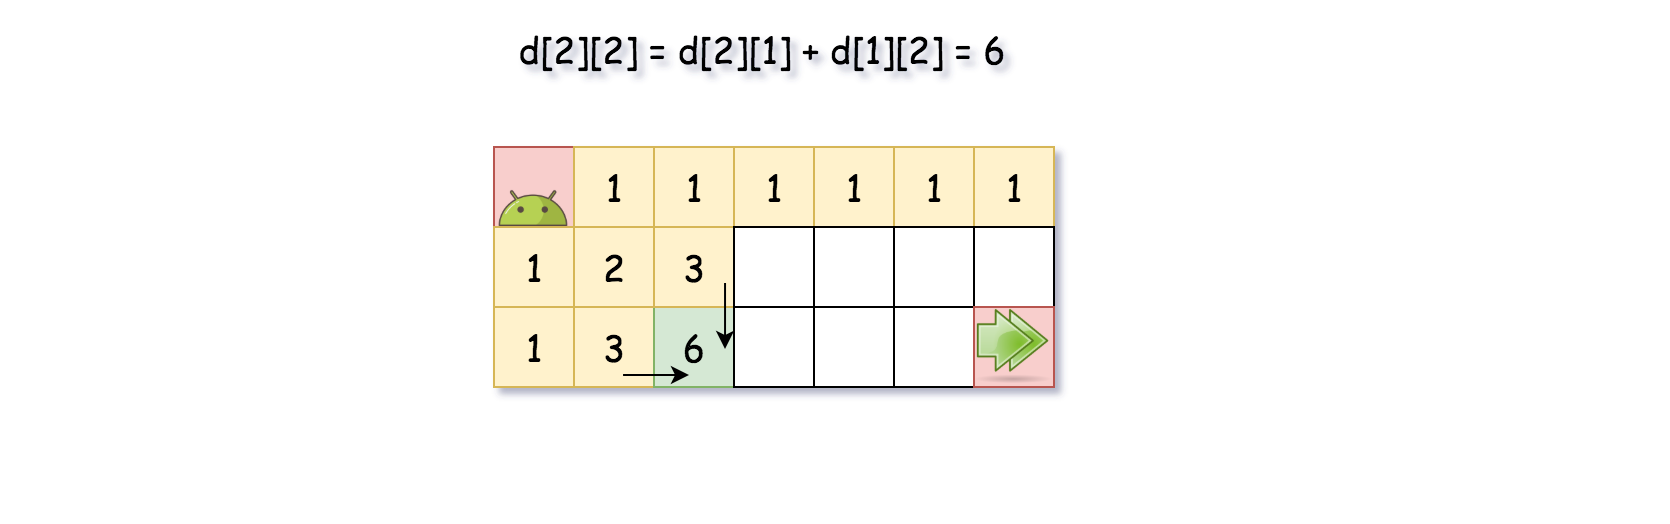 d[2][2] = d[2][1] + d[1][2] = 6
1 1 1 1 1 1
1 2 3
1 3 6